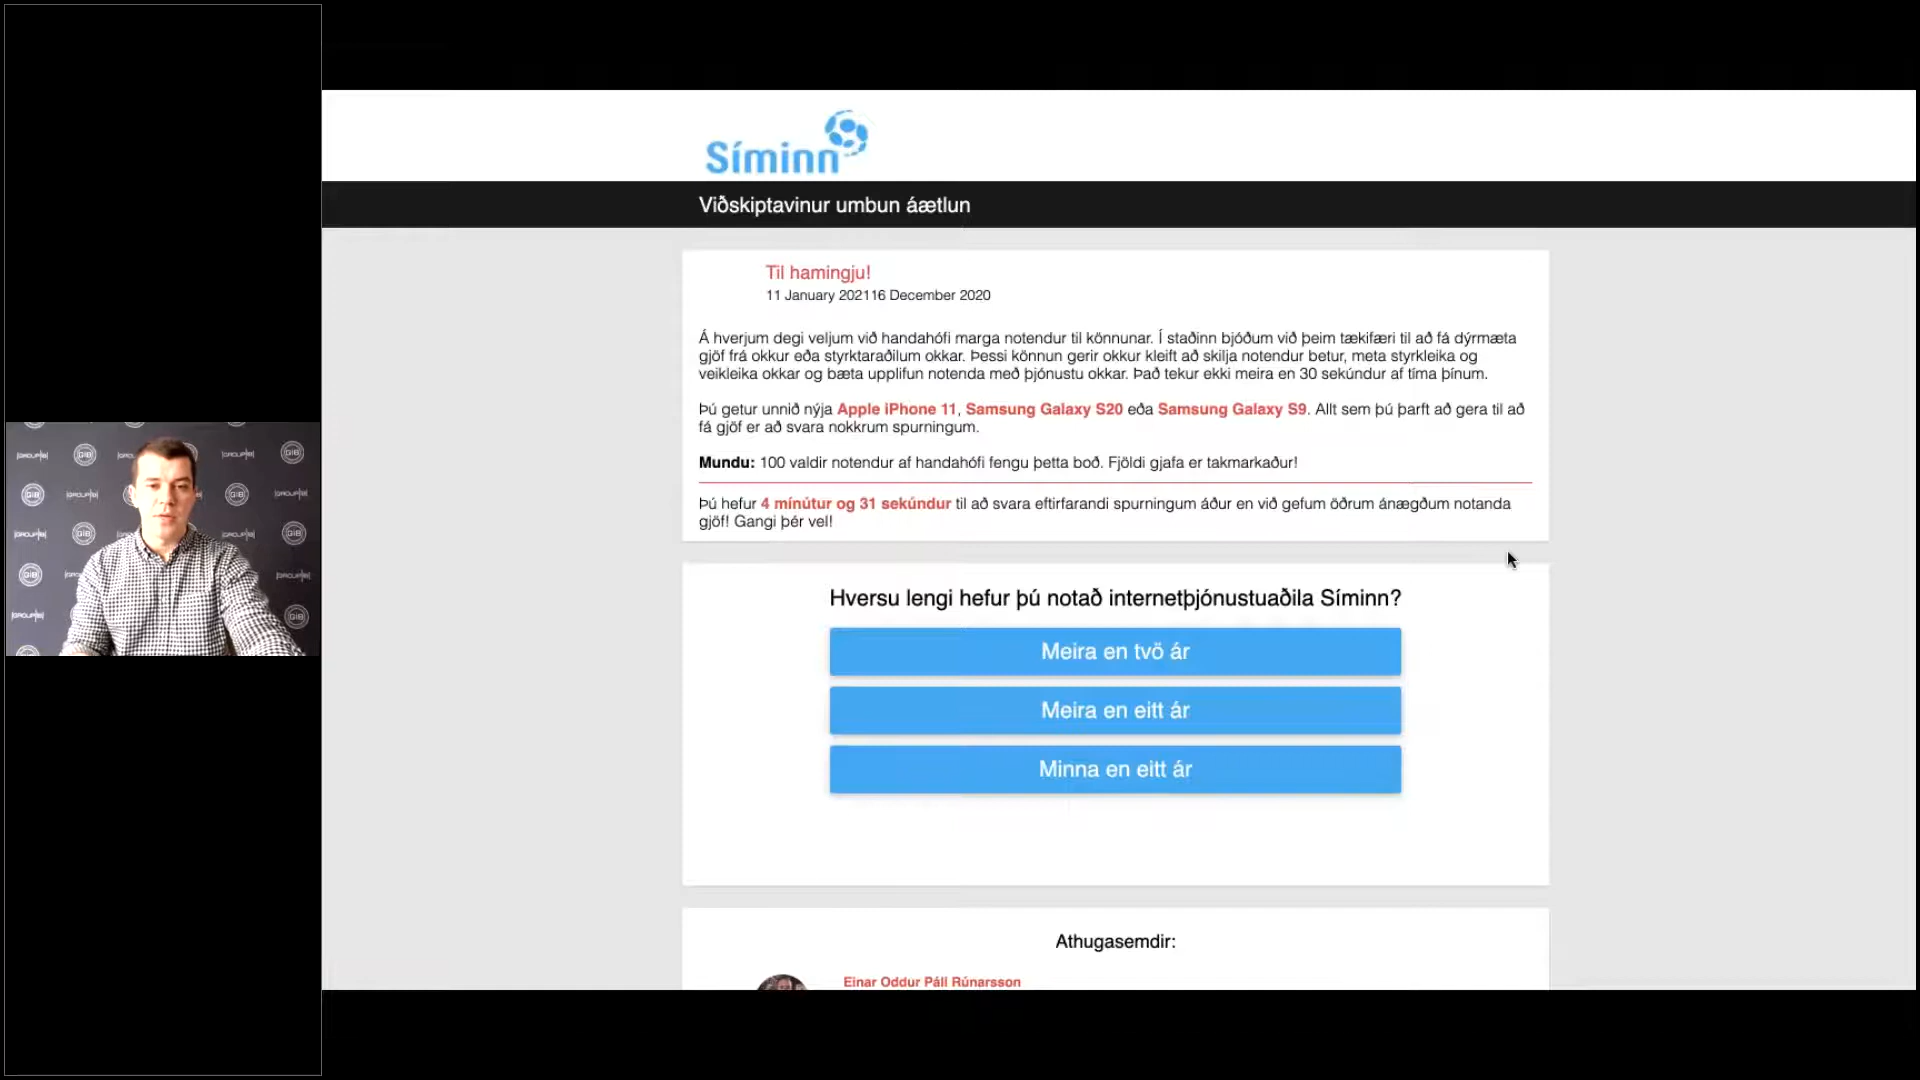 Síminn
Viðskiptavinur umbun áætlun
Til hamingju!
11 January 202116 December 2020
Á hverjum degi veljum við handahófi marga notendur til könnunar. Í staðinn bjóðum við þeim tækifæri til að fá dýrmæta
gjöf frá okkur eða styrktaraðilum okkar. Þessi könnun gerir okkur kleift að skilja notendur betur, meta styrkleika og
veikleika okkar og bæta upplifun notenda með þjónustu okkar. Það tekur ekki meira en 30 sekúndur af tíma þínum.
Þú getur unnið nýja Apple iPhone 11, Samsung Galaxy S20 eða Samsung Galaxy S9. Allt sem þú þarft að gera til að
fá gjöf er að svara nokkrum spurningum.
Mundu: 100 valdir notendur af handahófi fengu þetta boð. Fjöldi gjafa er takmarkaður!
Þú hefur 4 mínútur og 31 sekúndur til að svara eftirfarandi spurningum áður en við gefum öðrum ánægðum notanda
gjöf! Gangi þér vel!
Hversu lengi hefur þú notað internetþjónustuaðila Síminn?
Meira en tvö ár
Meira en eitt ár
Minna en eitt ár
Athugasemdir:
Einar Oddur Páll Rúnarsson